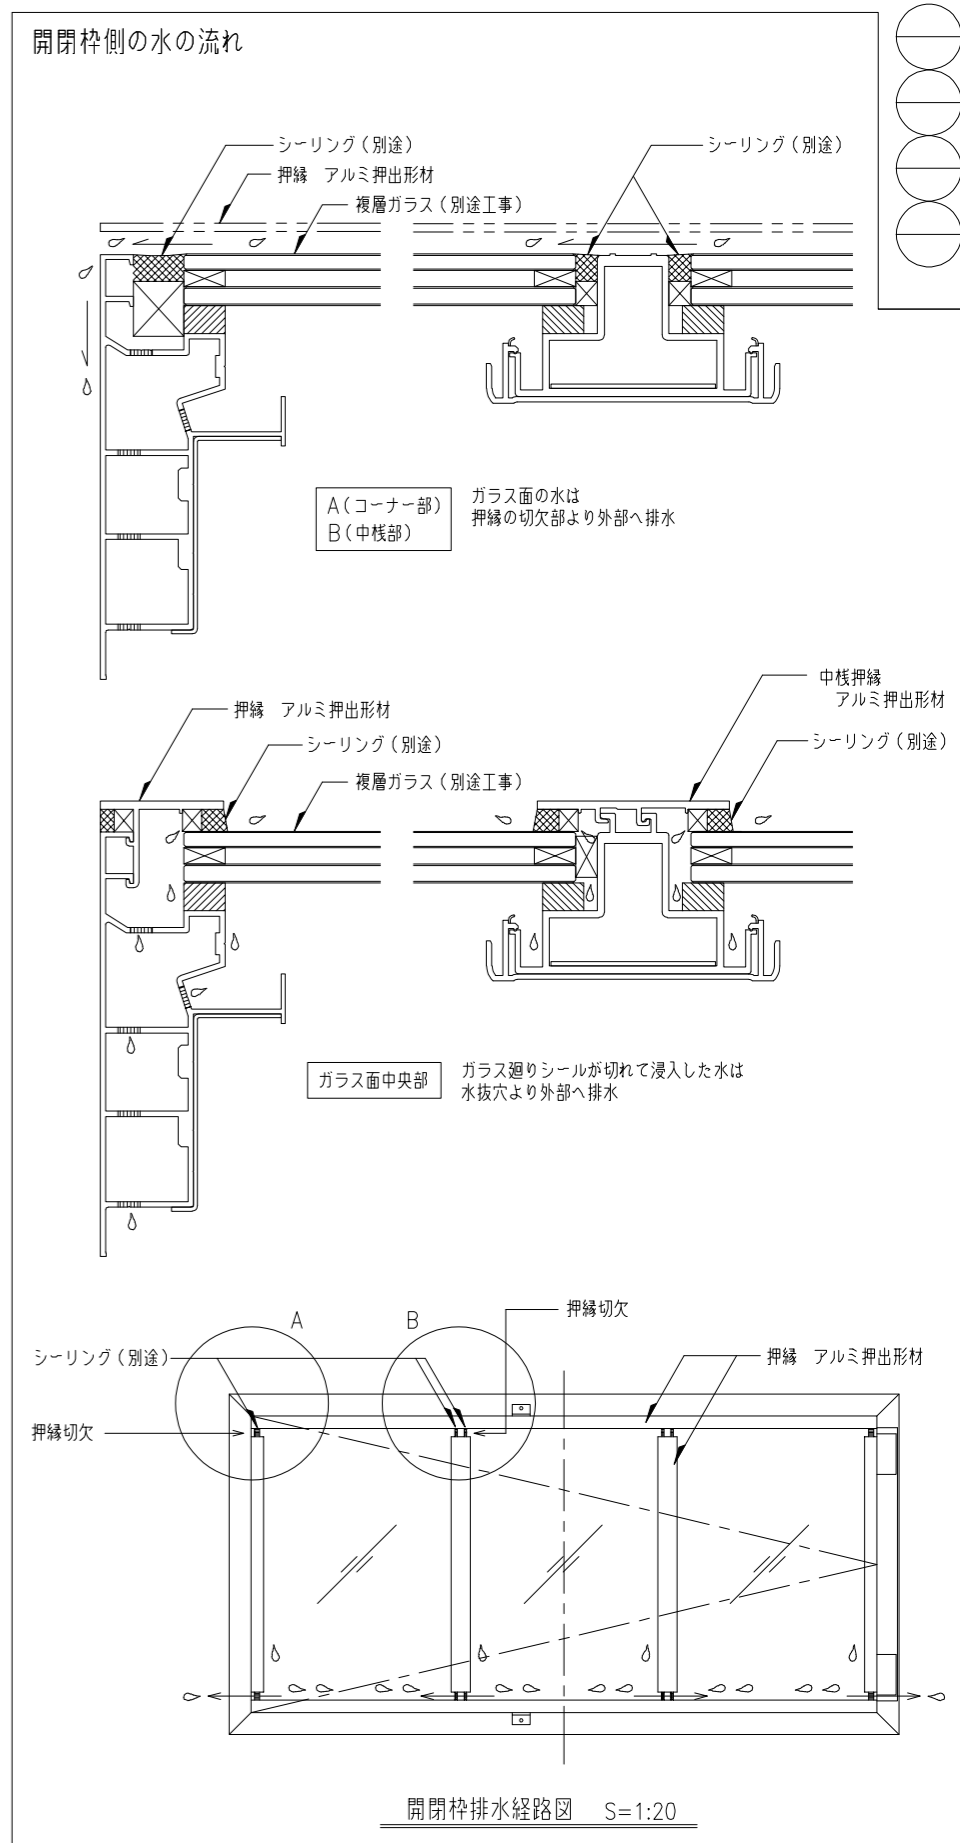 開閉枠側の水の流れ
シーリング（別途）
押縁　アルミ押出形材
複層ガラス（別途工事）
シーリング（別途）
A（コーナー部）
B（中桟部）
ガラス面の水は
押縁の切欠部より外部へ排水
中桟押縁
アルミ押出形材
押縁　アルミ押出形材
シーリング（別途）
シーリング（別途）
複層ガラス（別途工事）
ガラス面中央部
ガラス廻りシールが切れて浸入した水は
水抜穴より外部へ排水
A
B
押縁切欠
シーリング（別途）
押縁　アルミ押出形材
押縁切欠
開閉枠排水経路図　S=1:20